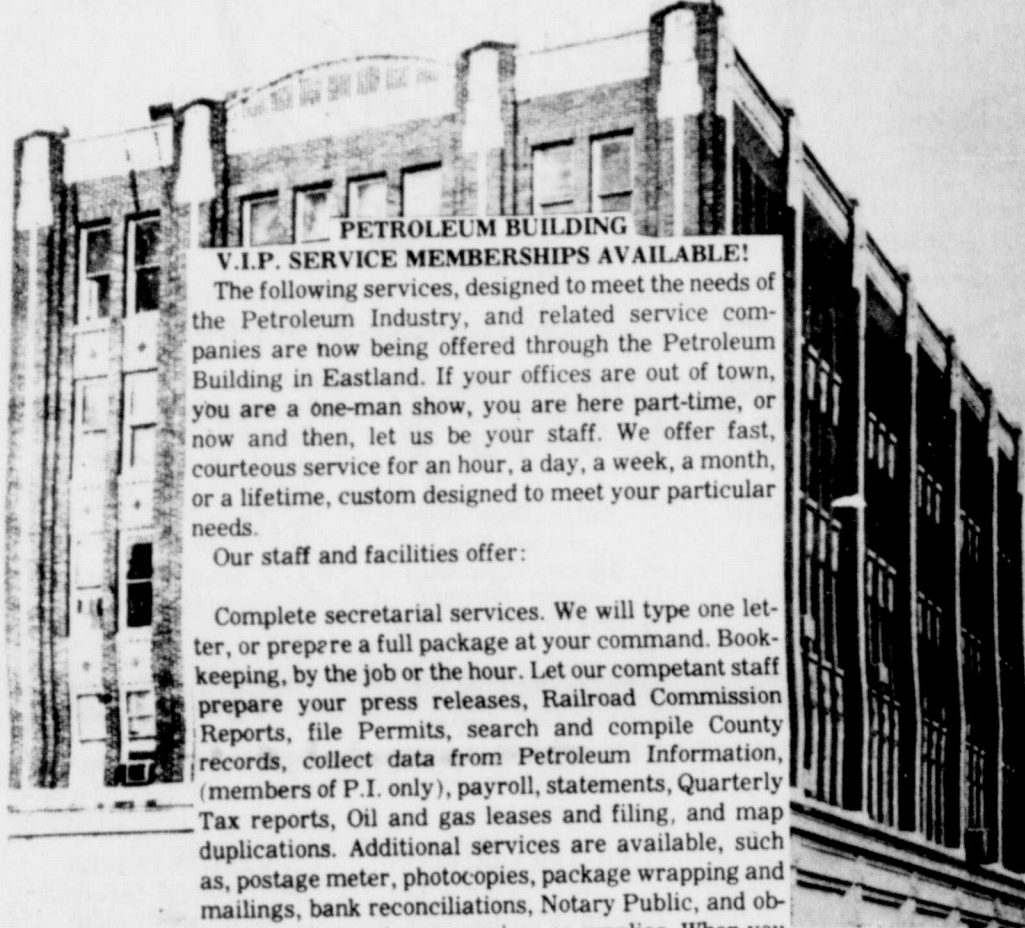 PETROLEUM BUILDING
V.I.P. SERVICE MEMBERSHIPS AVAILABLE!
The following services, designed to meet the needs of
the Petroleum Industry, and related service com-
panies are now being offered through the Petroleum
Building in Eastland. If your offices are out of town,
you are a one-man show, you are here part-time, or
now and then, let us be your staff. We offer fast,
courteous service for an hour, a day, a week, a month,
or a lifetime, custom designed to meet your particular
needs.
Our staff and facilities offer:
Complete secretarial services. We will type one let-
ter, or prepare a full package at your command. Book-
keeping, by the job or the hour. Let our competant staff
prepare your press releases, Railroad Commission
Reports, file Permits, search and compile County
records, collect data from Petroleum Information,
(members of P.I. only), payroll, statements, Quarterly
Tax reports, Oil and gas leases and filing, and map
duplications. Additional services are available, such
as, postage meter, photocopies, package wrapping and
mailings, bank reconciliations, Notary Public, and ob-
When you